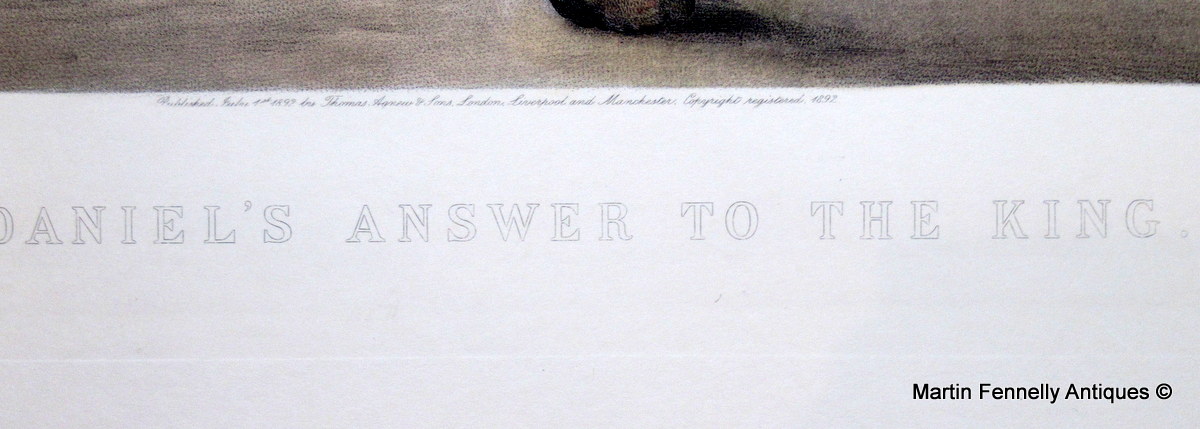 Published 1st 1892 by Thomas Agnew & Sons, London, Liverpool and Manchester, Copyright registered 1892
DANIEL'S ANSWER TO THE KING.
Martin Fennelly Antiques ©